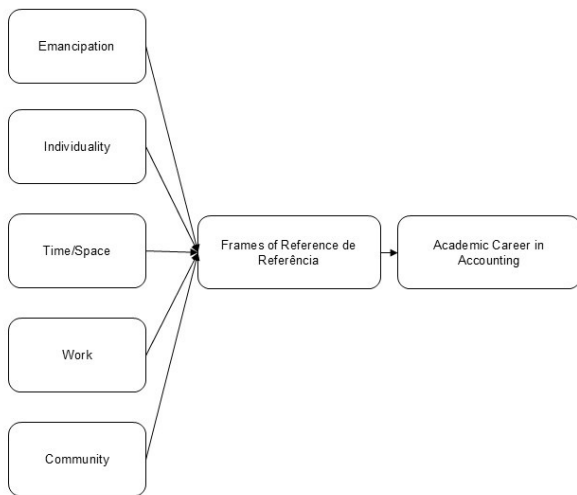 Emancipation
Individuality
Time/Space
Work
Community
Frames of Reference de
Referência
Academic Career in
Accounting